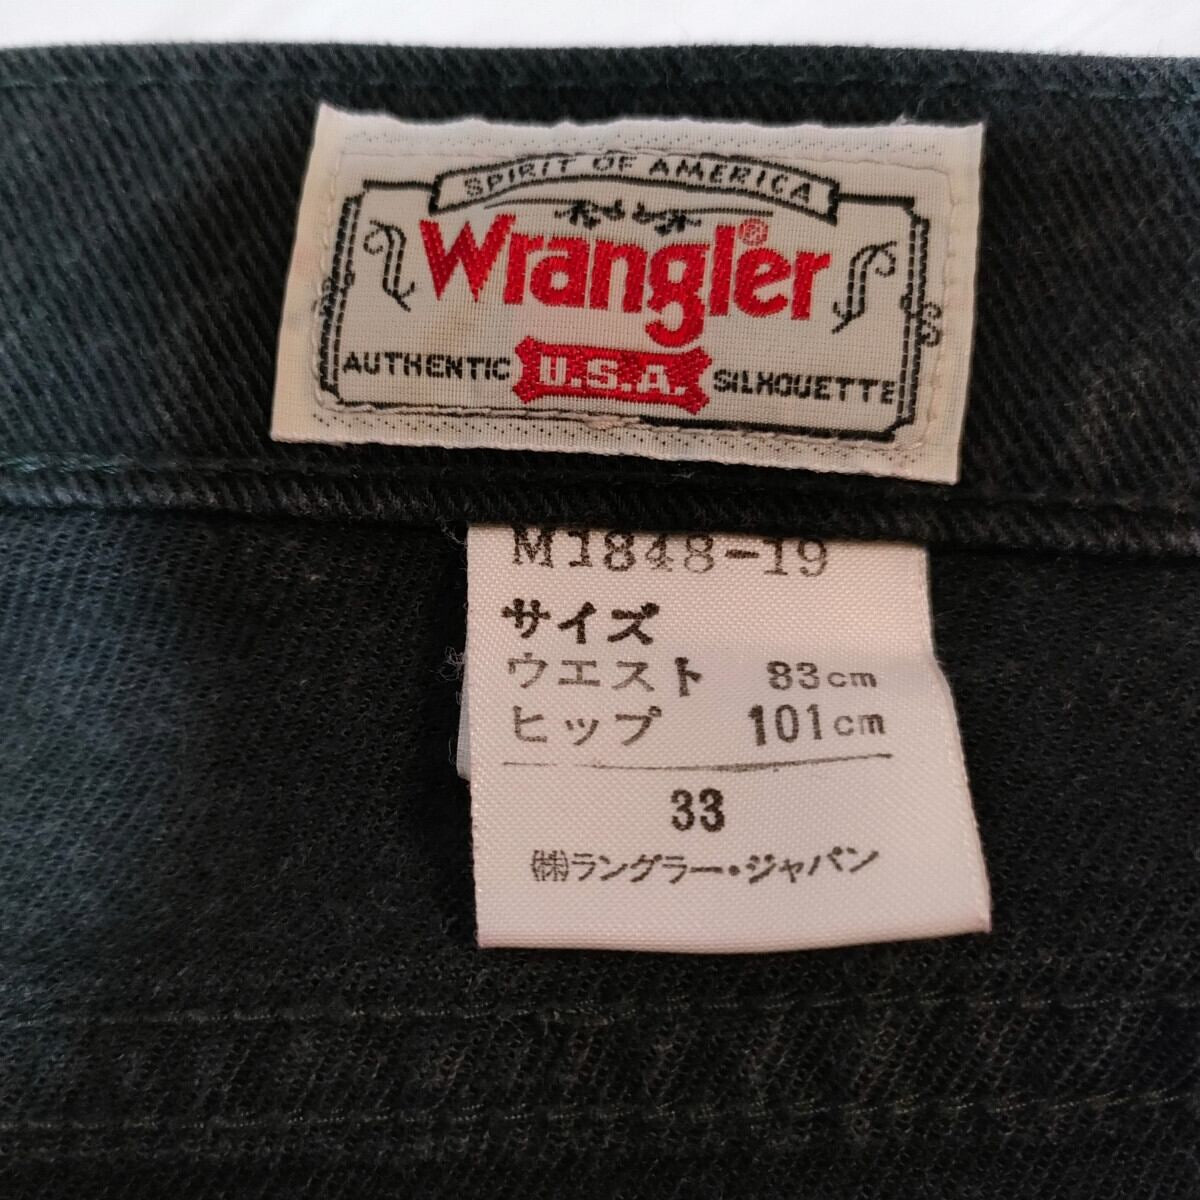 SPIRIT OF AMERICA
Wrangler®
AUTHENTIC U.S.A. SILHOUETTE
M1848-19
サイズ
ウエスト 83cm
ヒップ 101cm
33
㈱ラングラー・ジャパン